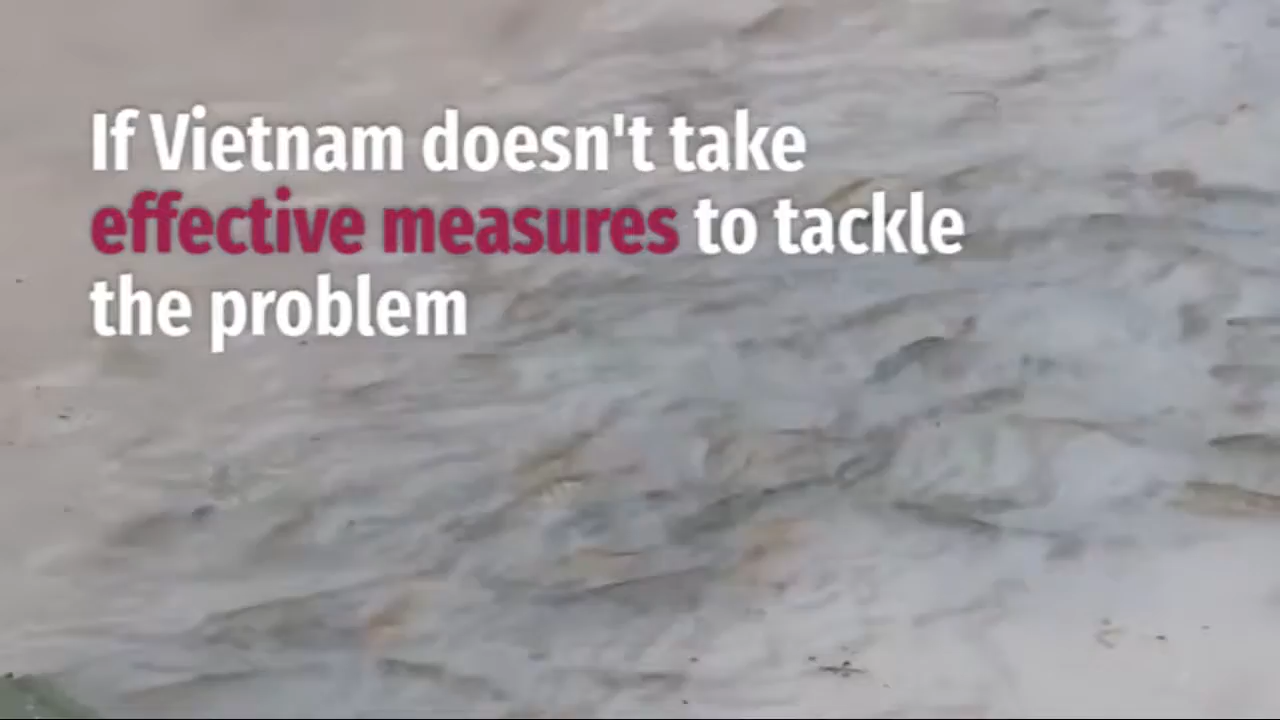 If Vietnam doesn't take
effective measures to tackle
the problem